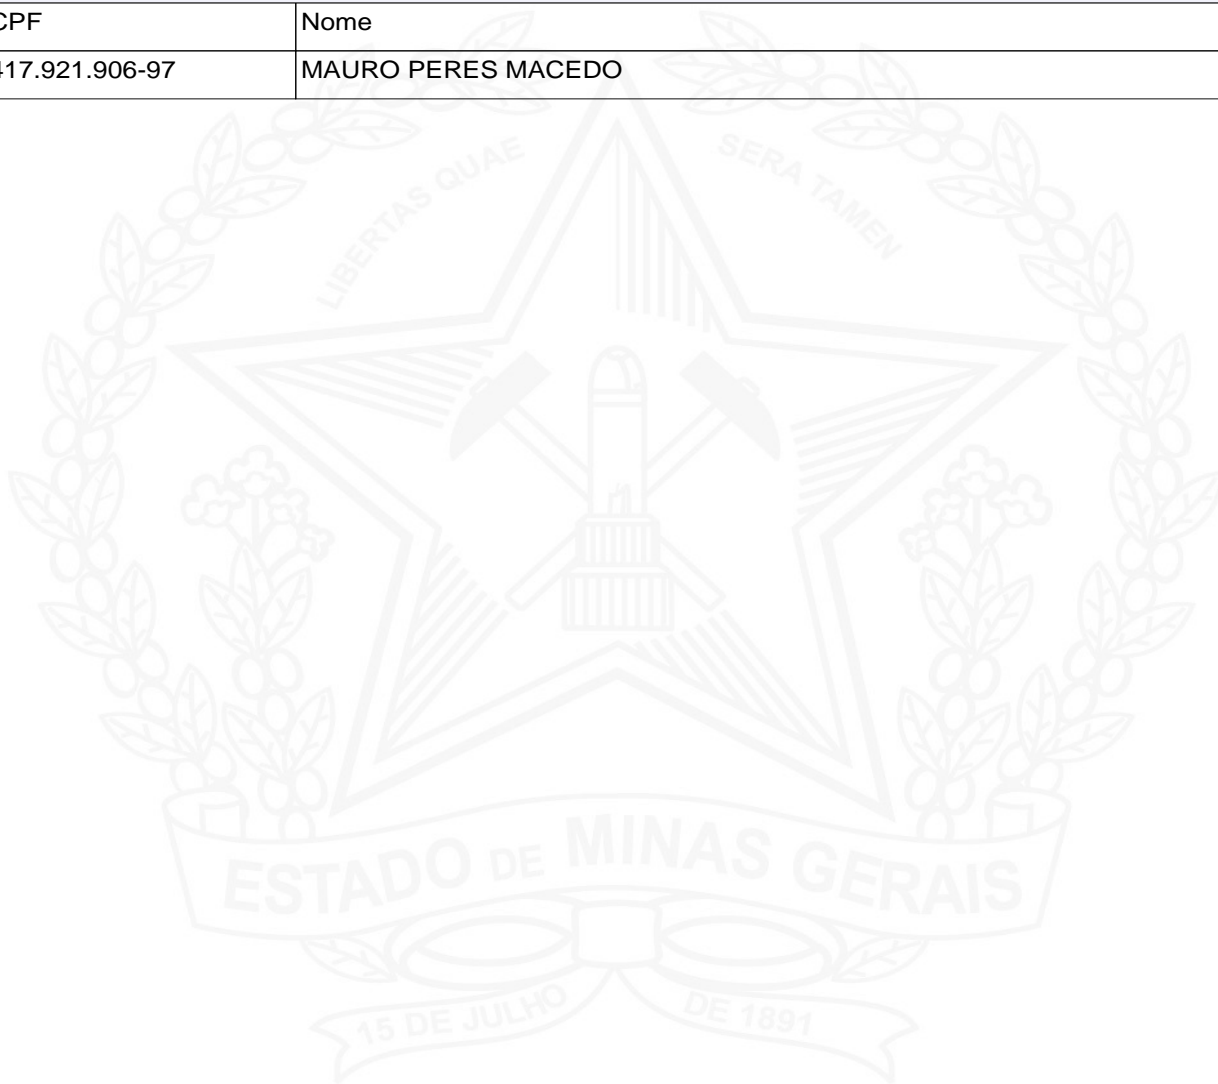 CPF Nome
417.921.906-97 MAURO PERES MACEDO
LIBERTAS QUAE SERA TAMEN
ESTADO DE MINAS GERAIS
15 DE JULHO DE 1891